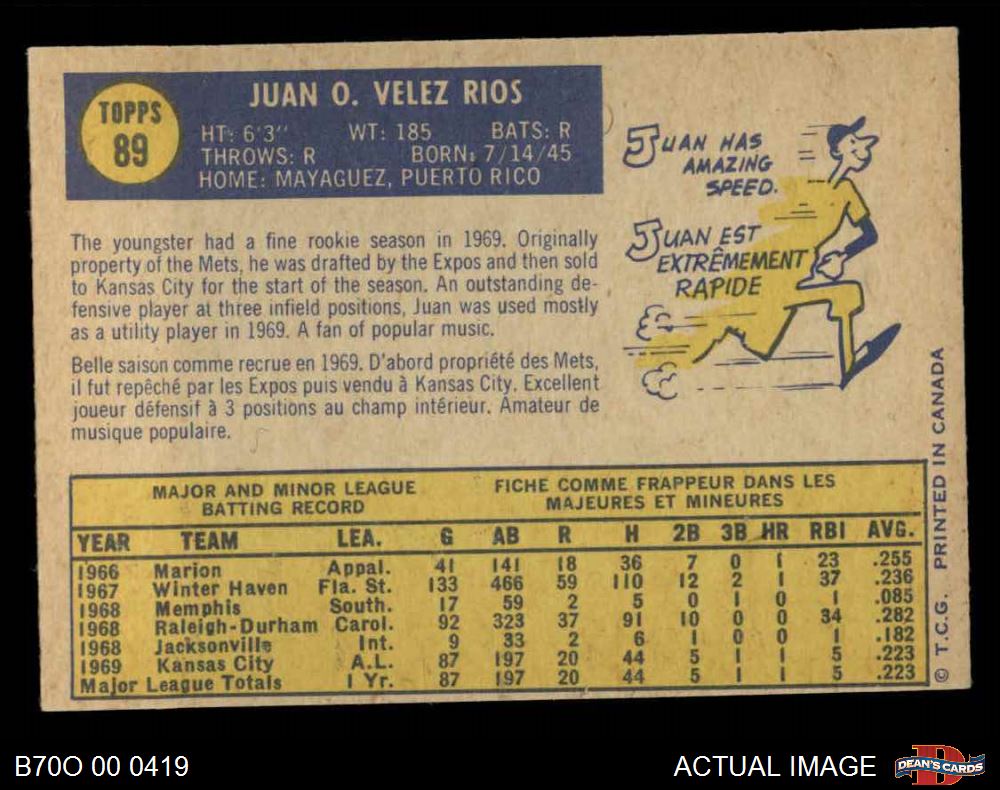 TOPPS
89
JUAN O. VELEZ RIOS
HT: 6'3" WT: 185 BATS: R
THROWS: R BORN: 7/14/45
HOME: MAYAGUEZ, PUERTO RICO
JUAN HAS
AMAZING
SPEED.
JUAN EST
EXTRÊMEMENT
RAPIDE
The youngster had a fine rookie season in 1969. Originally
property of the Mets, he was drafted by the Expos and then sold
to Kansas City for the start of the season. An outstanding de-
fensive player at three infield positions, Juan was used mostly
as a utility player in 1969. A fan of popular music.
Belle saison comme recrue en 1969. D'abord propriété des Mets,
il fut repêché par les Expos puis vendu à Kansas City. Excellent
joueur défensif à 3 positions au champ intérieur. Amateur de
musique populaire.
MAJOR AND MINOR LEAGUE
BATTING RECORD
FICHE COMME FRAPPEUR DANS LES
MAJEURES ET MINEURES
YEAR TEAM LEA. G AB R H 2B 3B HR RBI AVG.
1966 Marion Appal. 41 141 18 36 7 0 1 23 .255
1967 Winter Haven Fla. St. 133 466 59 110 12 2 1 37 .236
1968 Memphis South. 17 59 2 5 0 1 0 1 .085
1968 Raleigh-Durham Carol. 92 323 37 91 10 0 0 34 .282
1968 Jacksonville Int. 9 33 2 6 1 0 0 1 .182
1969 Kansas City A.L. 87 197 20 44 5 1 1 5 .223
Major League Totals 1 Yr. 87 197 20 44 5 1 1 5 .223
© T.C.G. PRINTED IN CANADA
B70O 00 0419
ACTUAL IMAGE
DEAN'S CARDS